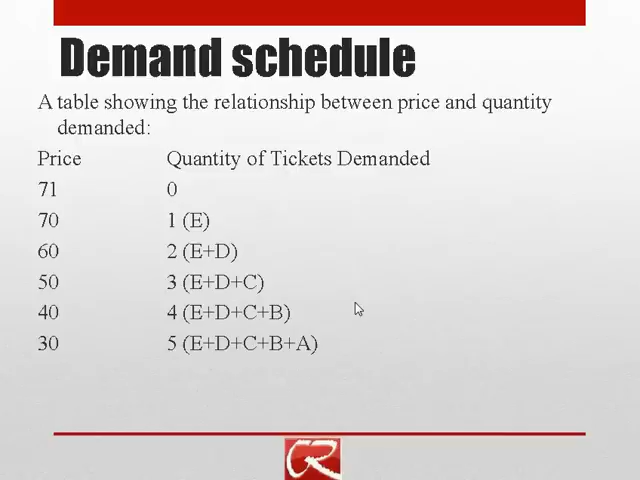 Demand schedule
A table showing the relationship between price and quantity
demanded:
Price Quantity of Tickets Demanded
71 0
70 1 (E)
60 2 (E+D)
50 3 (E+D+C)
40 4 (E+D+C+B)
30 5 (E+D+C+B+A)
CR